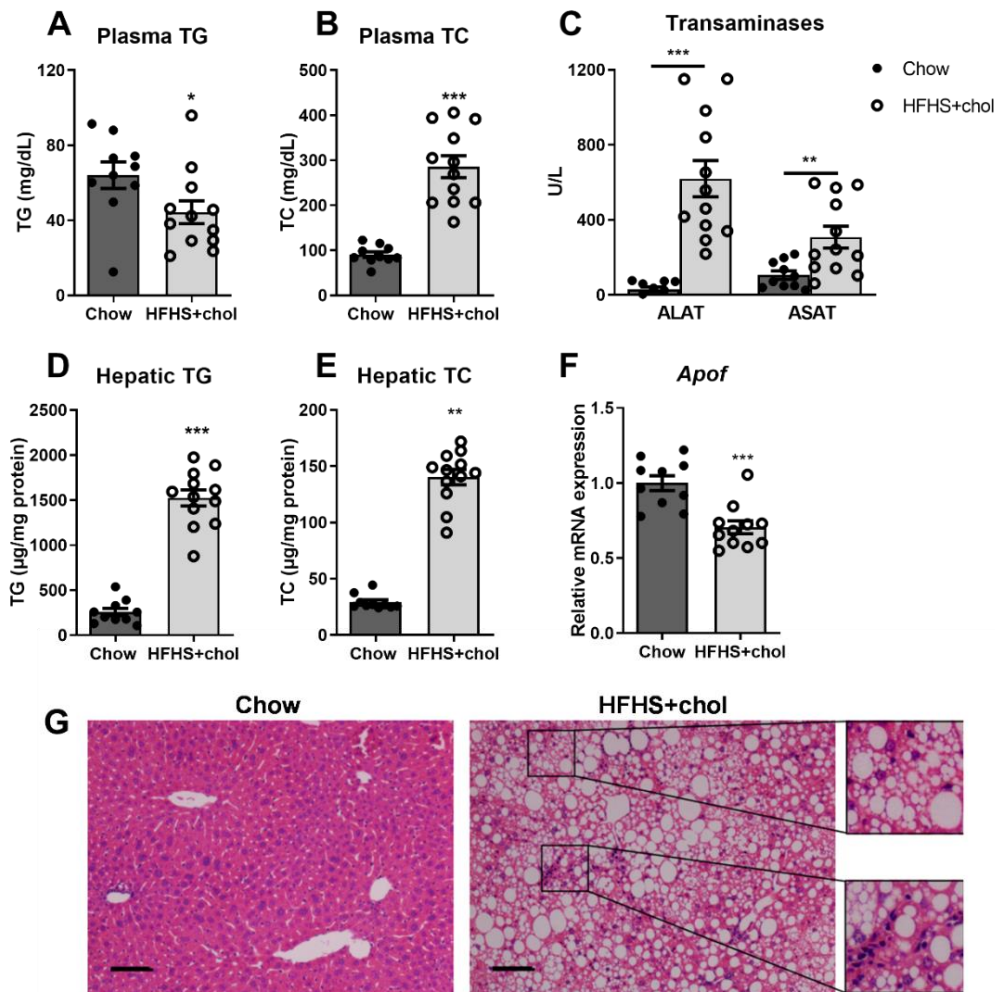 A Plasma TG
TG (mg/dL)
120
80
40
0
*
Chow HFHS+chol
B Plasma TC
TC (mg/dL)
500
400
300
200
100
0
***
Chow HFHS+chol
C Transaminases
U/L
1200
800
400
0
***
**
ALAT ASAT
Chow
HFHS+chol
D Hepatic TG
TG (µg/mg protein)
2500
2000
1500
1000
500
0
***
Chow HFHS+chol
E Hepatic TC
TC (µg/mg protein)
200
150
100
50
0
**
Chow HFHS+chol
F Apof
Relative mRNA expression
1.5
1.0
0.5
0.0
***
Chow HFHS+chol
G Chow HFHS+chol